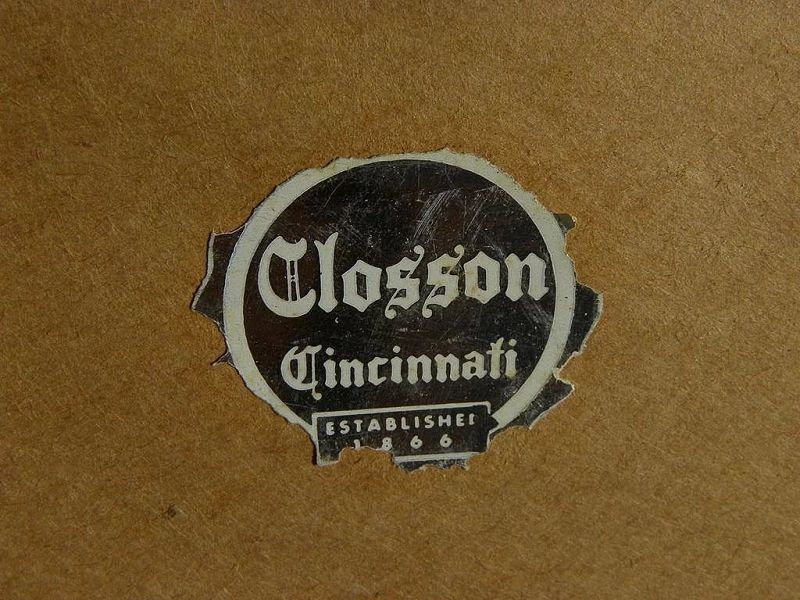 Closson
Cincinnati
ESTABLISHED
1866